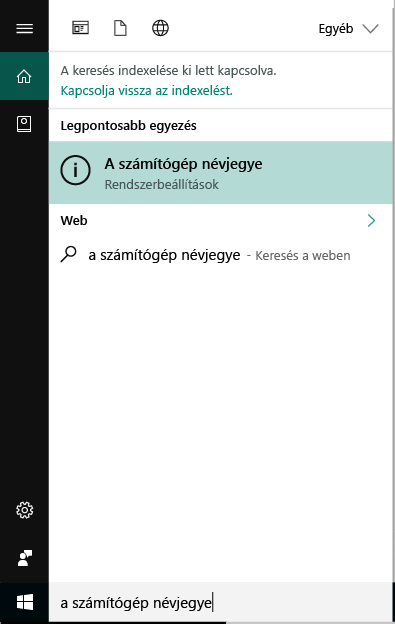 Egyéb
A keresés indexelése ki lett kapcsolva.
Kapcsolja vissza az indexelést.
Legpontosabb egyezés
A számítógép névjegye
Rendszerbeállítások
Web
a számítógép névjegye - Keresés a weben
a számítógép névjegye